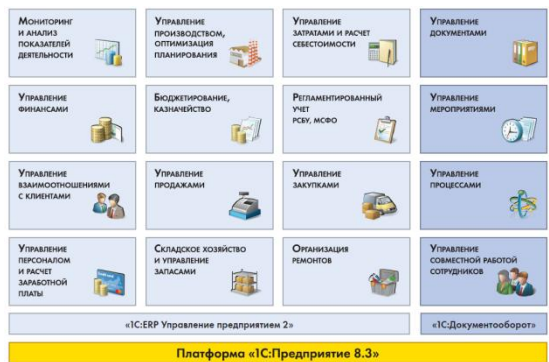 Мониторинг
и анализ
показателей
деятельности
Управление
производством,
оптимизация
планирования
Управление
затратами и расчет
себестоимости
Управление
документами
Управление
финансами
Бюджетирование,
казначейство
Регламентированный
учет
РСБУ, МСФО
Управление
мероприятиями
Управление
взаимоотношениями
с клиентами
Управление
продажами
Управление
закупками
Управление
процессами
Управление
персоналом
и расчет
заработной
платы
Складское хозяйство
и управление
запасами
Организация
ремонтов
Управление
совместной работой
сотрудников
«1С:ERP Управление предприятием 2»
«1С:Документооборот»
Платформа «1С:Предприятие 8.3»